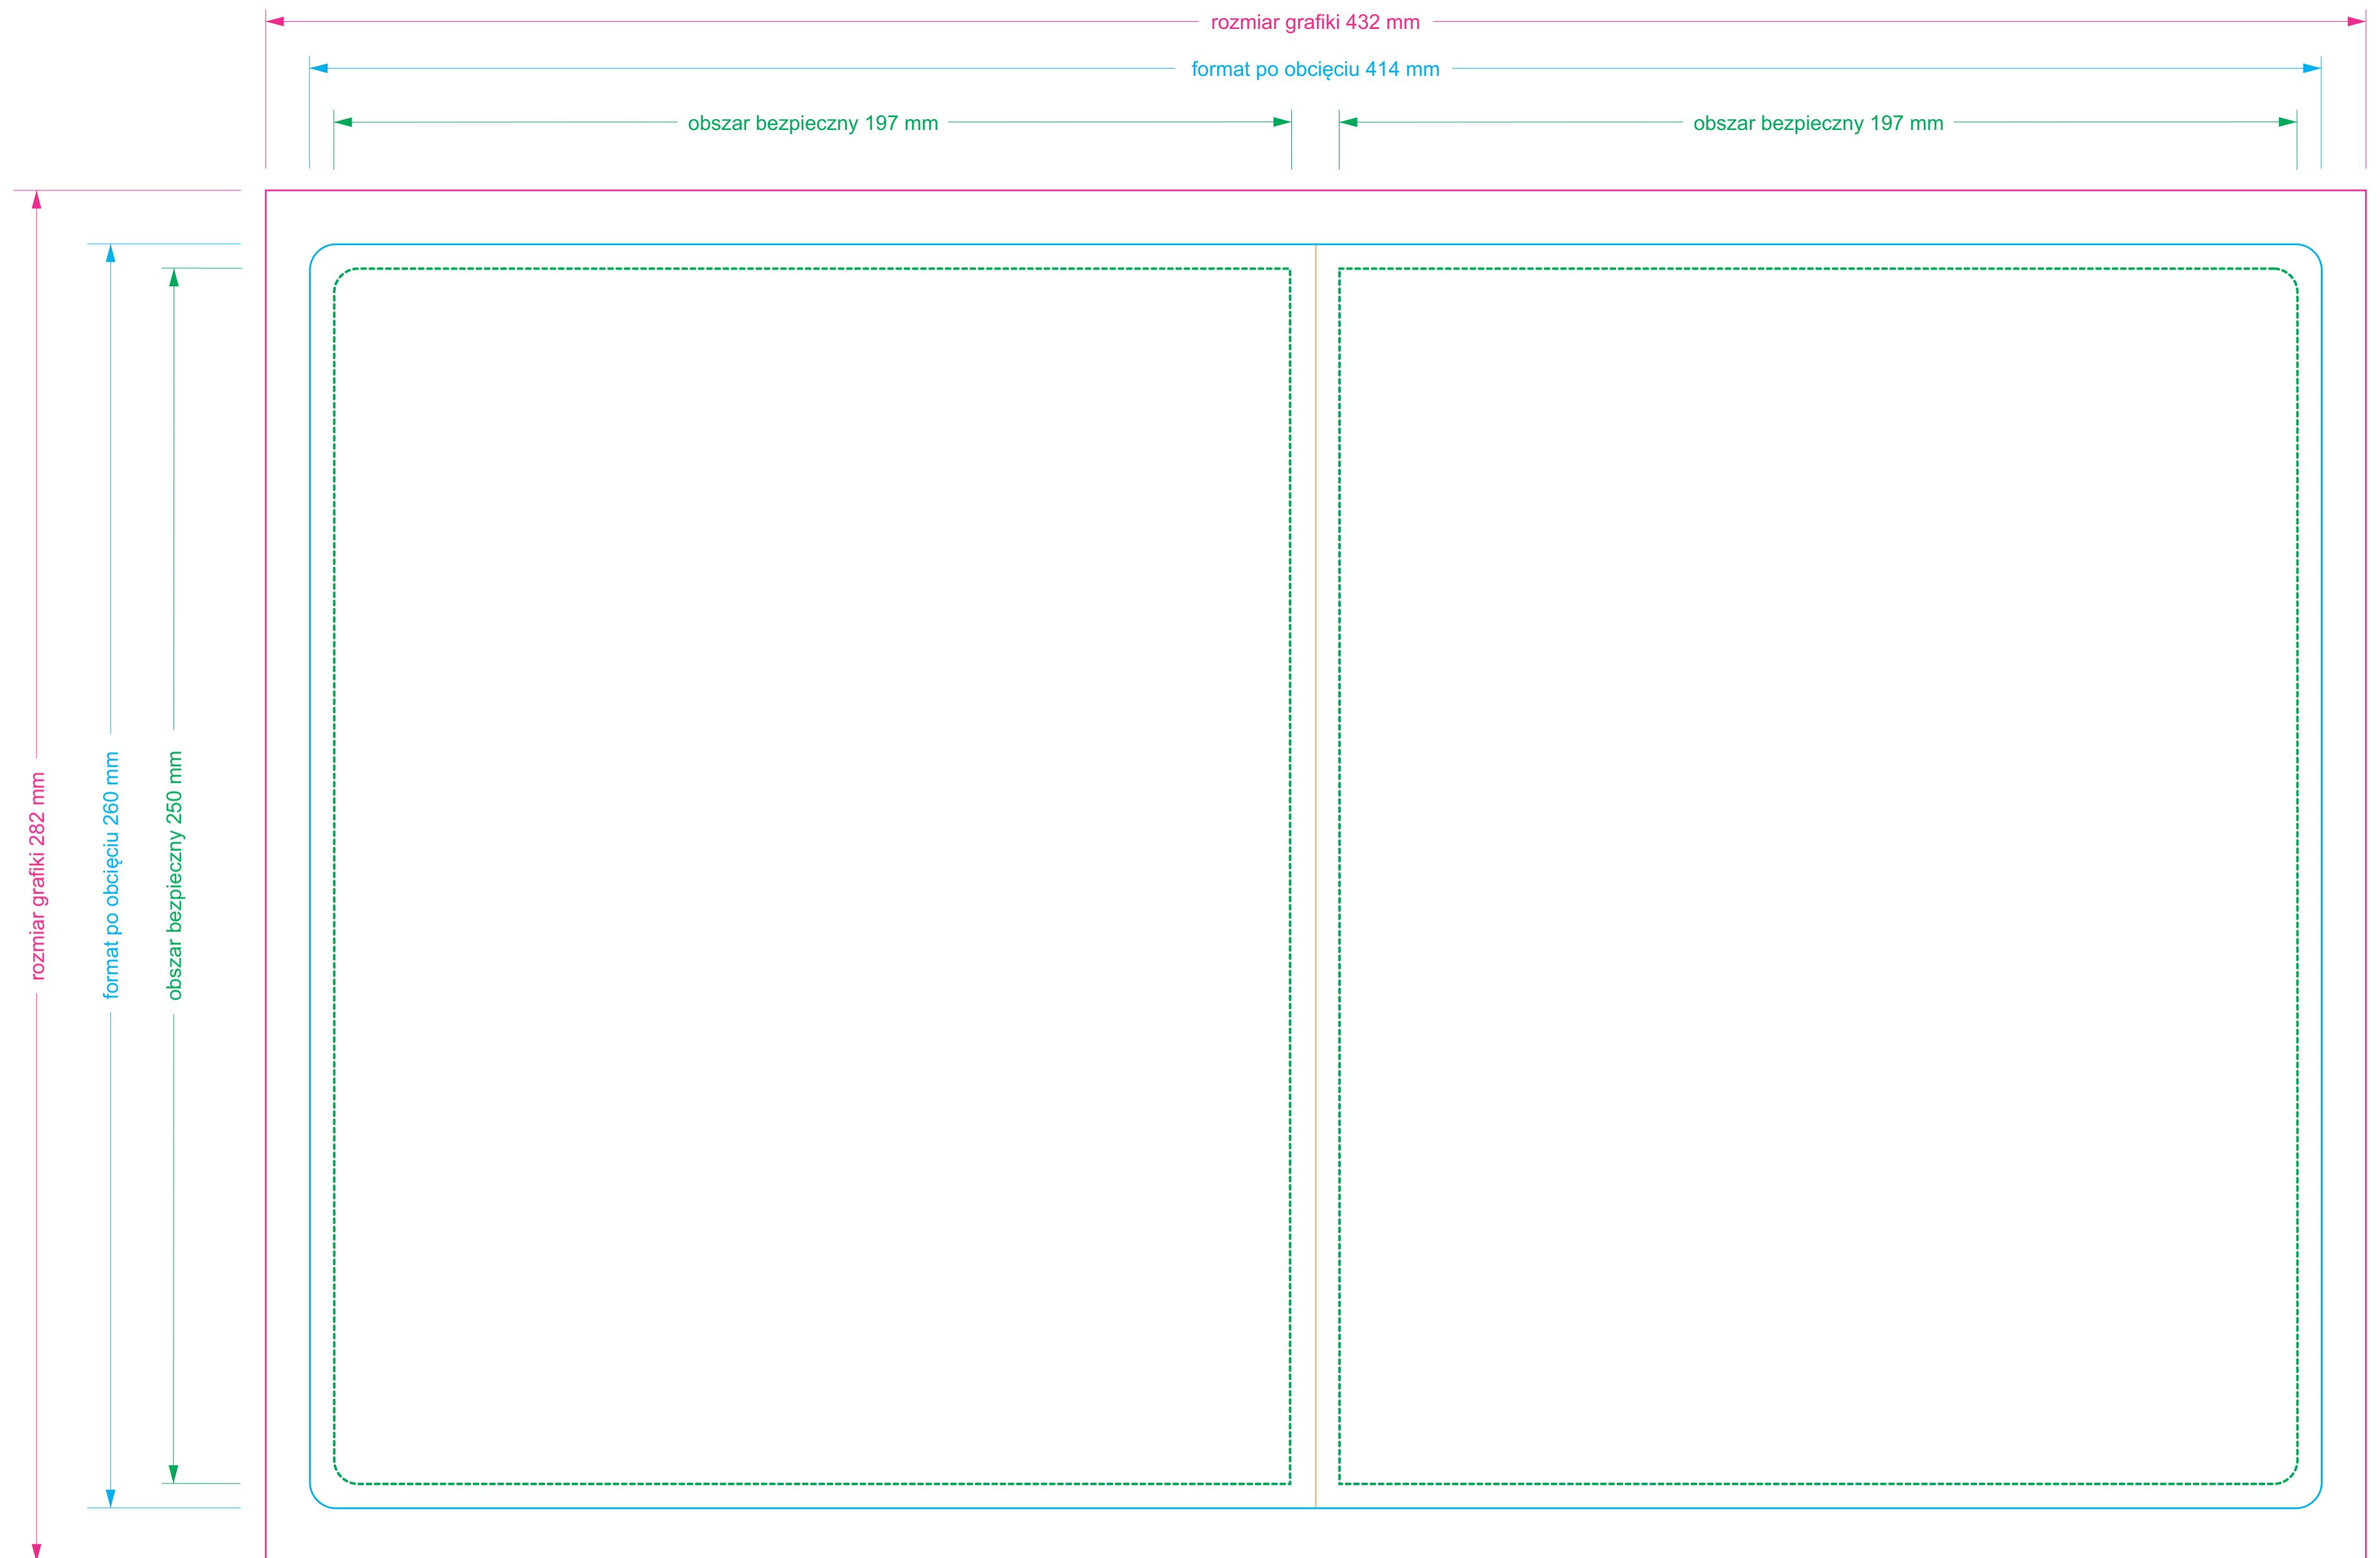 rozmiar grafiki 432 mm
format po obcięciu 414 mm
obszar bezpieczny 197 mm
obszar bezpieczny 197 mm
rozmiar grafiki 282 mm
format po obcięciu 260 mm
obszar bezpieczny 250 mm